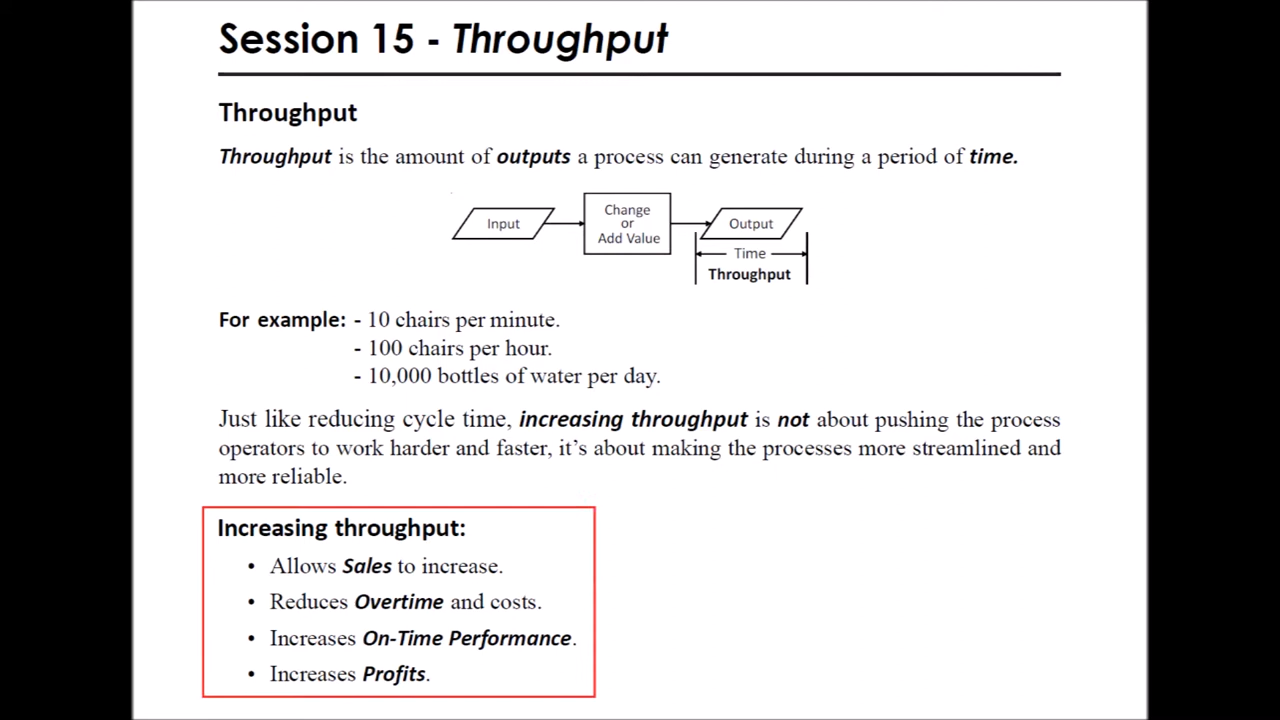 Session 15 - Throughput
Throughput
Throughput is the amount of outputs a process can generate during a period of time.
Input
Change
or
Add Value
Output
Time
Throughput
For example: - 10 chairs per minute.
- 100 chairs per hour.
- 10,000 bottles of water per day.
Just like reducing cycle time, increasing throughput is not about pushing the process
operators to work harder and faster, it’s about making the processes more streamlined and
more reliable.
Increasing throughput:
• Allows Sales to increase.
• Reduces Overtime and costs.
• Increases On-Time Performance.
• Increases Profits.